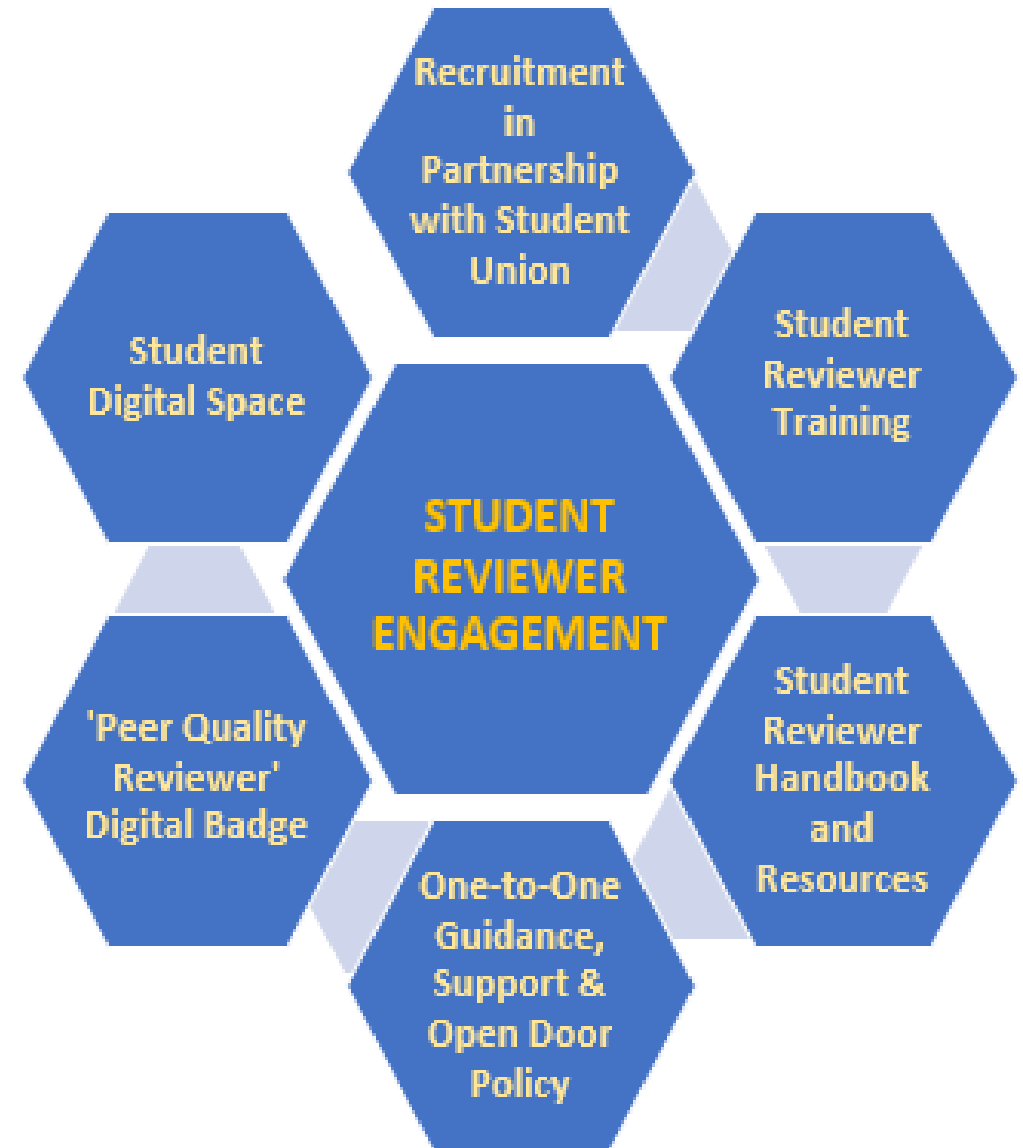 Recruitment
in
Partnership
with Student
Union
Student
Reviewer
Training
Student
Reviewer
Handbook
and
Resources
One-to-One
Guidance,
Support &
Open Door
Policy
'Peer Quality
Reviewer'
Digital Badge
Student
Digital Space
STUDENT
REVIEWER
ENGAGEMENT